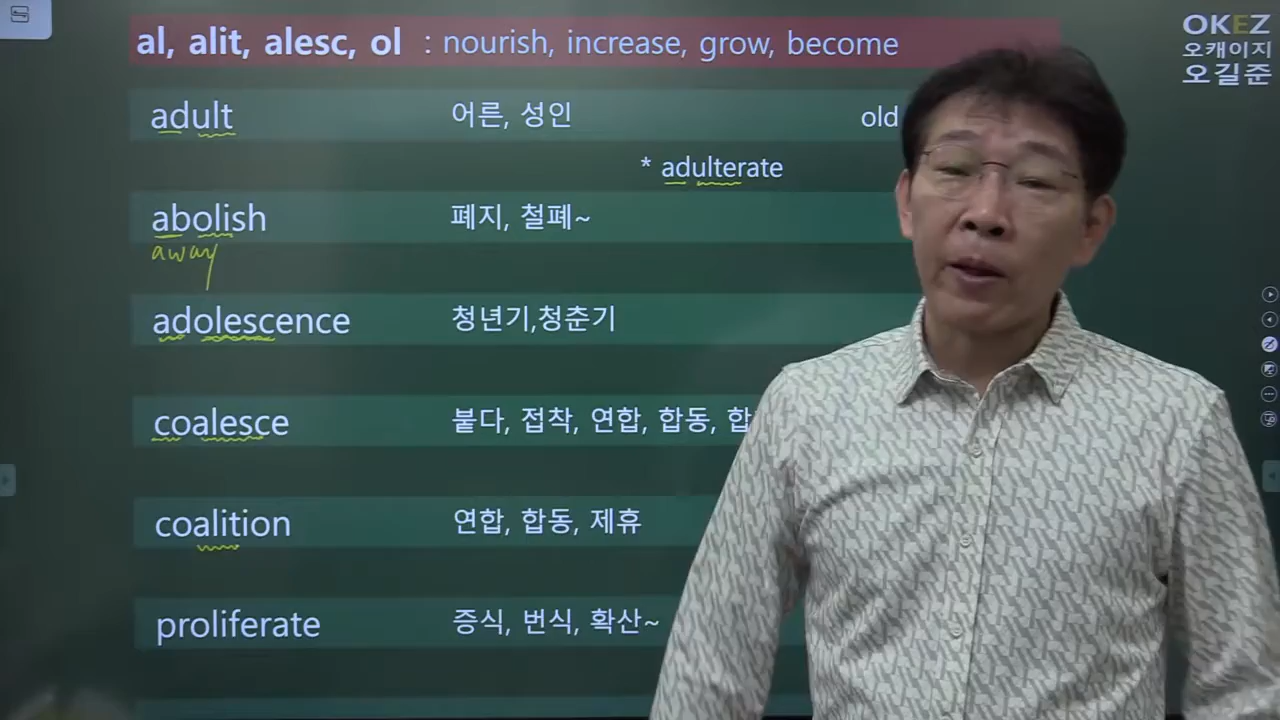 al, alit, alesc, ol : nourish, increase, grow, become
OKEZ
오캐이지
오길준
adult 어른, 성인 old
* adulterate
abolish 폐지, 철폐~
away
adolescence 청년기,청춘기
coalesce 붙다, 접착, 연합, 합동, 합
coalition 연합, 합동, 제휴
proliferate 증식, 번식, 확산~